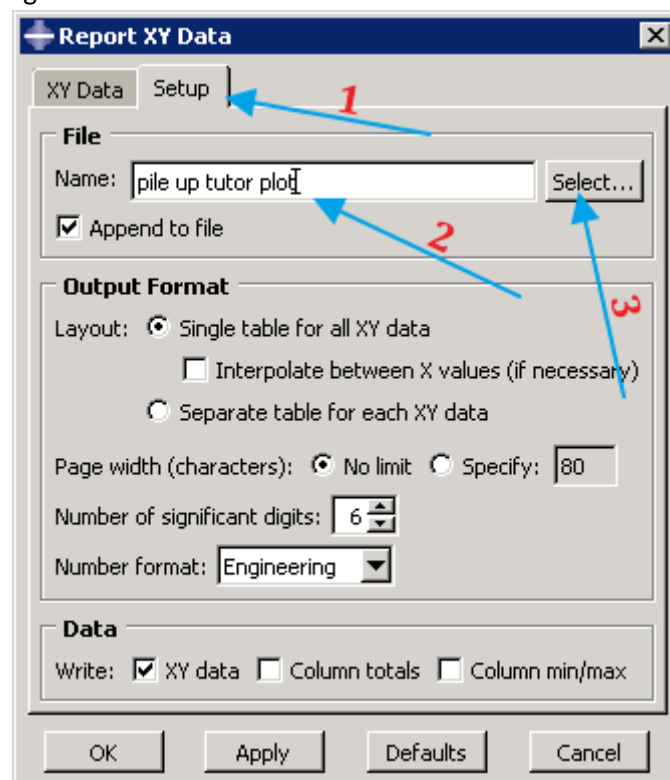 Report XY Data
XY Data Setup
1
File
Name: pile up tutor plot Select...
Append to file
2
3
Output Format
Layout: Single table for all XY data
Interpolate between X values (if necessary)
Separate table for each XY data
Page width (characters): No limit Specify: 80
Number of significant digits: 6
Number format: Engineering
Data
Write: XY data Column totals Column min/max
OK Apply Defaults Cancel